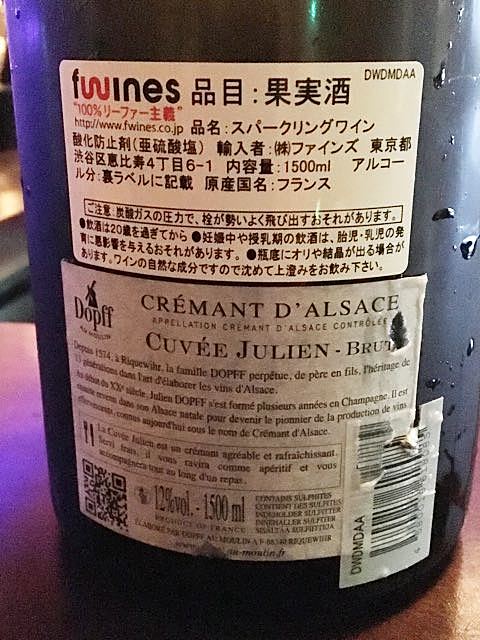 fwines 品目：果実酒
DWDMDAA
"100%リーファー主義"
http://www.fwines.co.jp 品名：スパークリングワイン
酸化防止剤(亜硫酸塩) 輸入者：㈱ファインズ 東京都
渋谷区恵比寿4丁目6-1 内容量：1500ml アルコー
ル分：裏ラベルに記載 原産国名：フランス
ご注意：炭酸ガスの圧力で、栓が勢いよく飛び出すおそれがあります。
●飲酒は20歳を過ぎてから ●妊娠中や授乳期の飲酒は、胎児・乳児の発
育に悪影響を与えるおそれがあります。 ●瓶底にオリや結晶が出る場合が
あります。ワインの自然な成分ですので沈めて上澄みをお飲み下さい。
Dopff
AU MOULIN
CRÉMANT D'ALSACE
APPELLATION CRÉMANT D'ALSACE CONTRÔLÉE
CUVÉE JULIEN - BRUT
Depuis 1574, à Riquewihr, la famille DOPFF perpétue, de père en fils, l'héritage de
13 générations dans l'art d'élaborer les vins d'Alsace.
Au début du XXe siècle, Julien DOPFF s'est formé plusieurs années en Champagne. Il est
ensuite revenu dans son Alsace natale pour devenir le pionnier de la production de vins
effervescents, connus aujourd'hui sous le nom de Crémant d'Alsace.
La Cuvée Julien est un crémant agréable et rafraîchissant.
Servi frais, il vous ravira comme apéritif et vous
accompagnera tout au long d'un repas.
12%vol. - 1500 ml
PRODUCT OF FRANCE
CONTAINS SULPHITES
CONTIENT DES SULFITES
INDEHOLDER SULFITTER
INNEHALLER SULFITER
ÉLABORÉ PAR DOPFF AU MOULIN A F-68340 RIQUEWIHR
au-moulin.fr
DWDMDAA